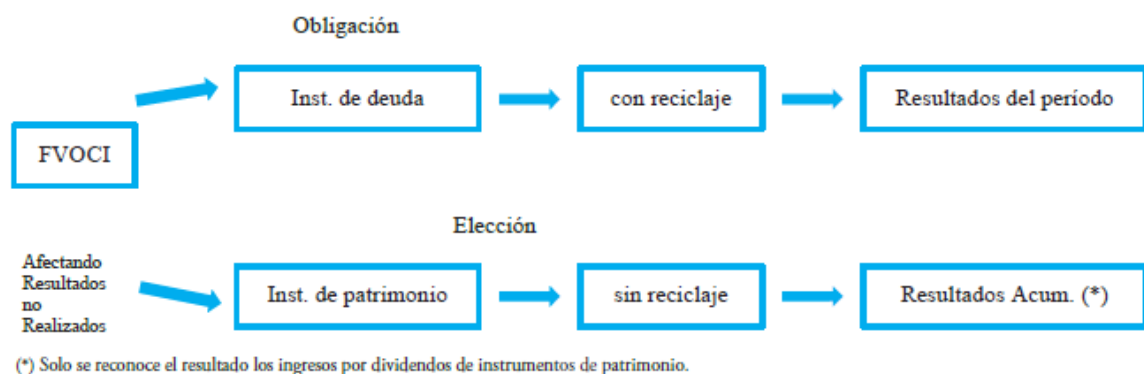 Obligación
Inst. de deuda
con reciclaje
Resultados del período
FVOCI
Elección
Afectando
Resultados
no
Realizados
Inst. de patrimonio
sin reciclaje
Resultados Acum. (*)
(*) Solo se reconoce el resultado los ingresos por dividendos de instrumentos de patrimonio.